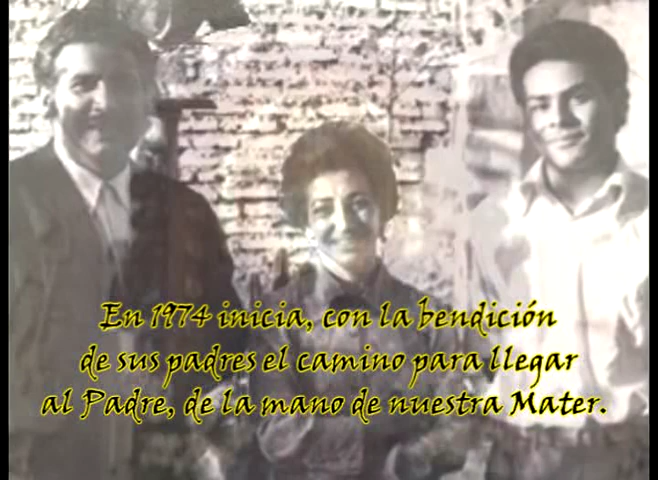 En 1974 inicia, con la bendición
de sus padres el camino para llegar
al Padre, de la mano de nuestra Mater.